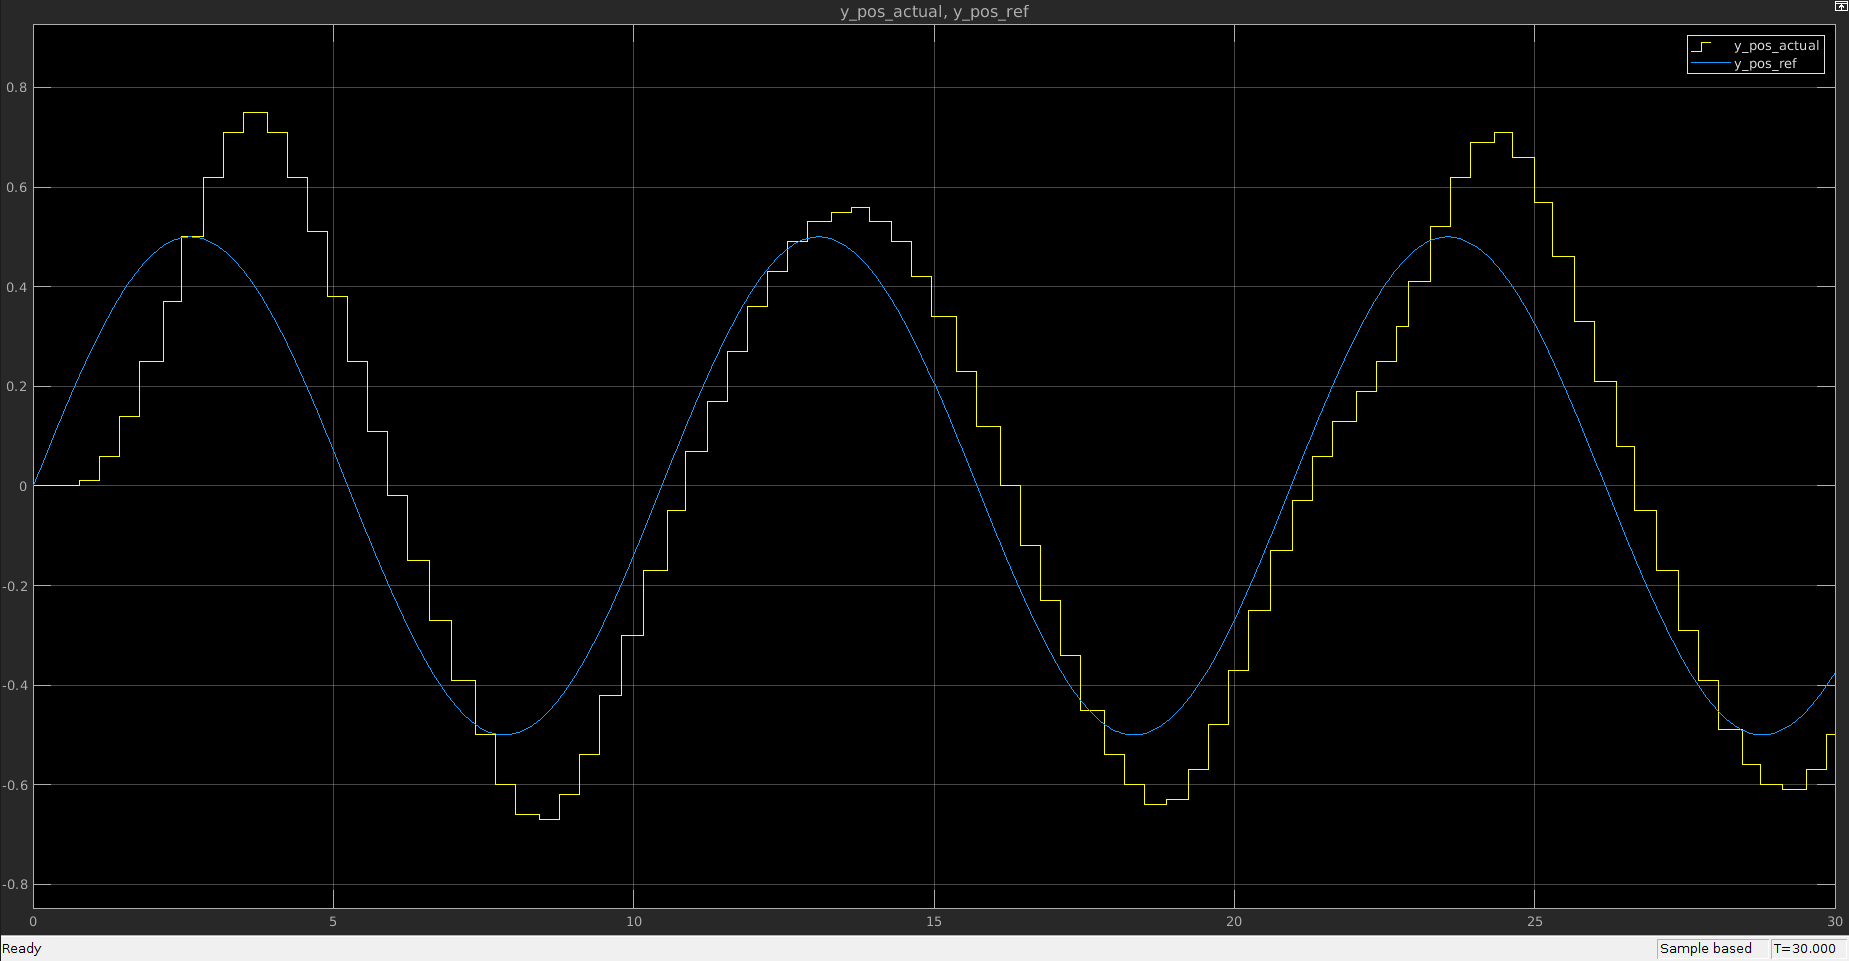 y_pos_actual, y_pos_ref
y_pos_actual
y_pos_ref
0.8
0.6
0.4
0.2
0
-0.2
-0.4
-0.6
-0.8
0 5 10 15 20 25 30
Ready Sample based T=30.000